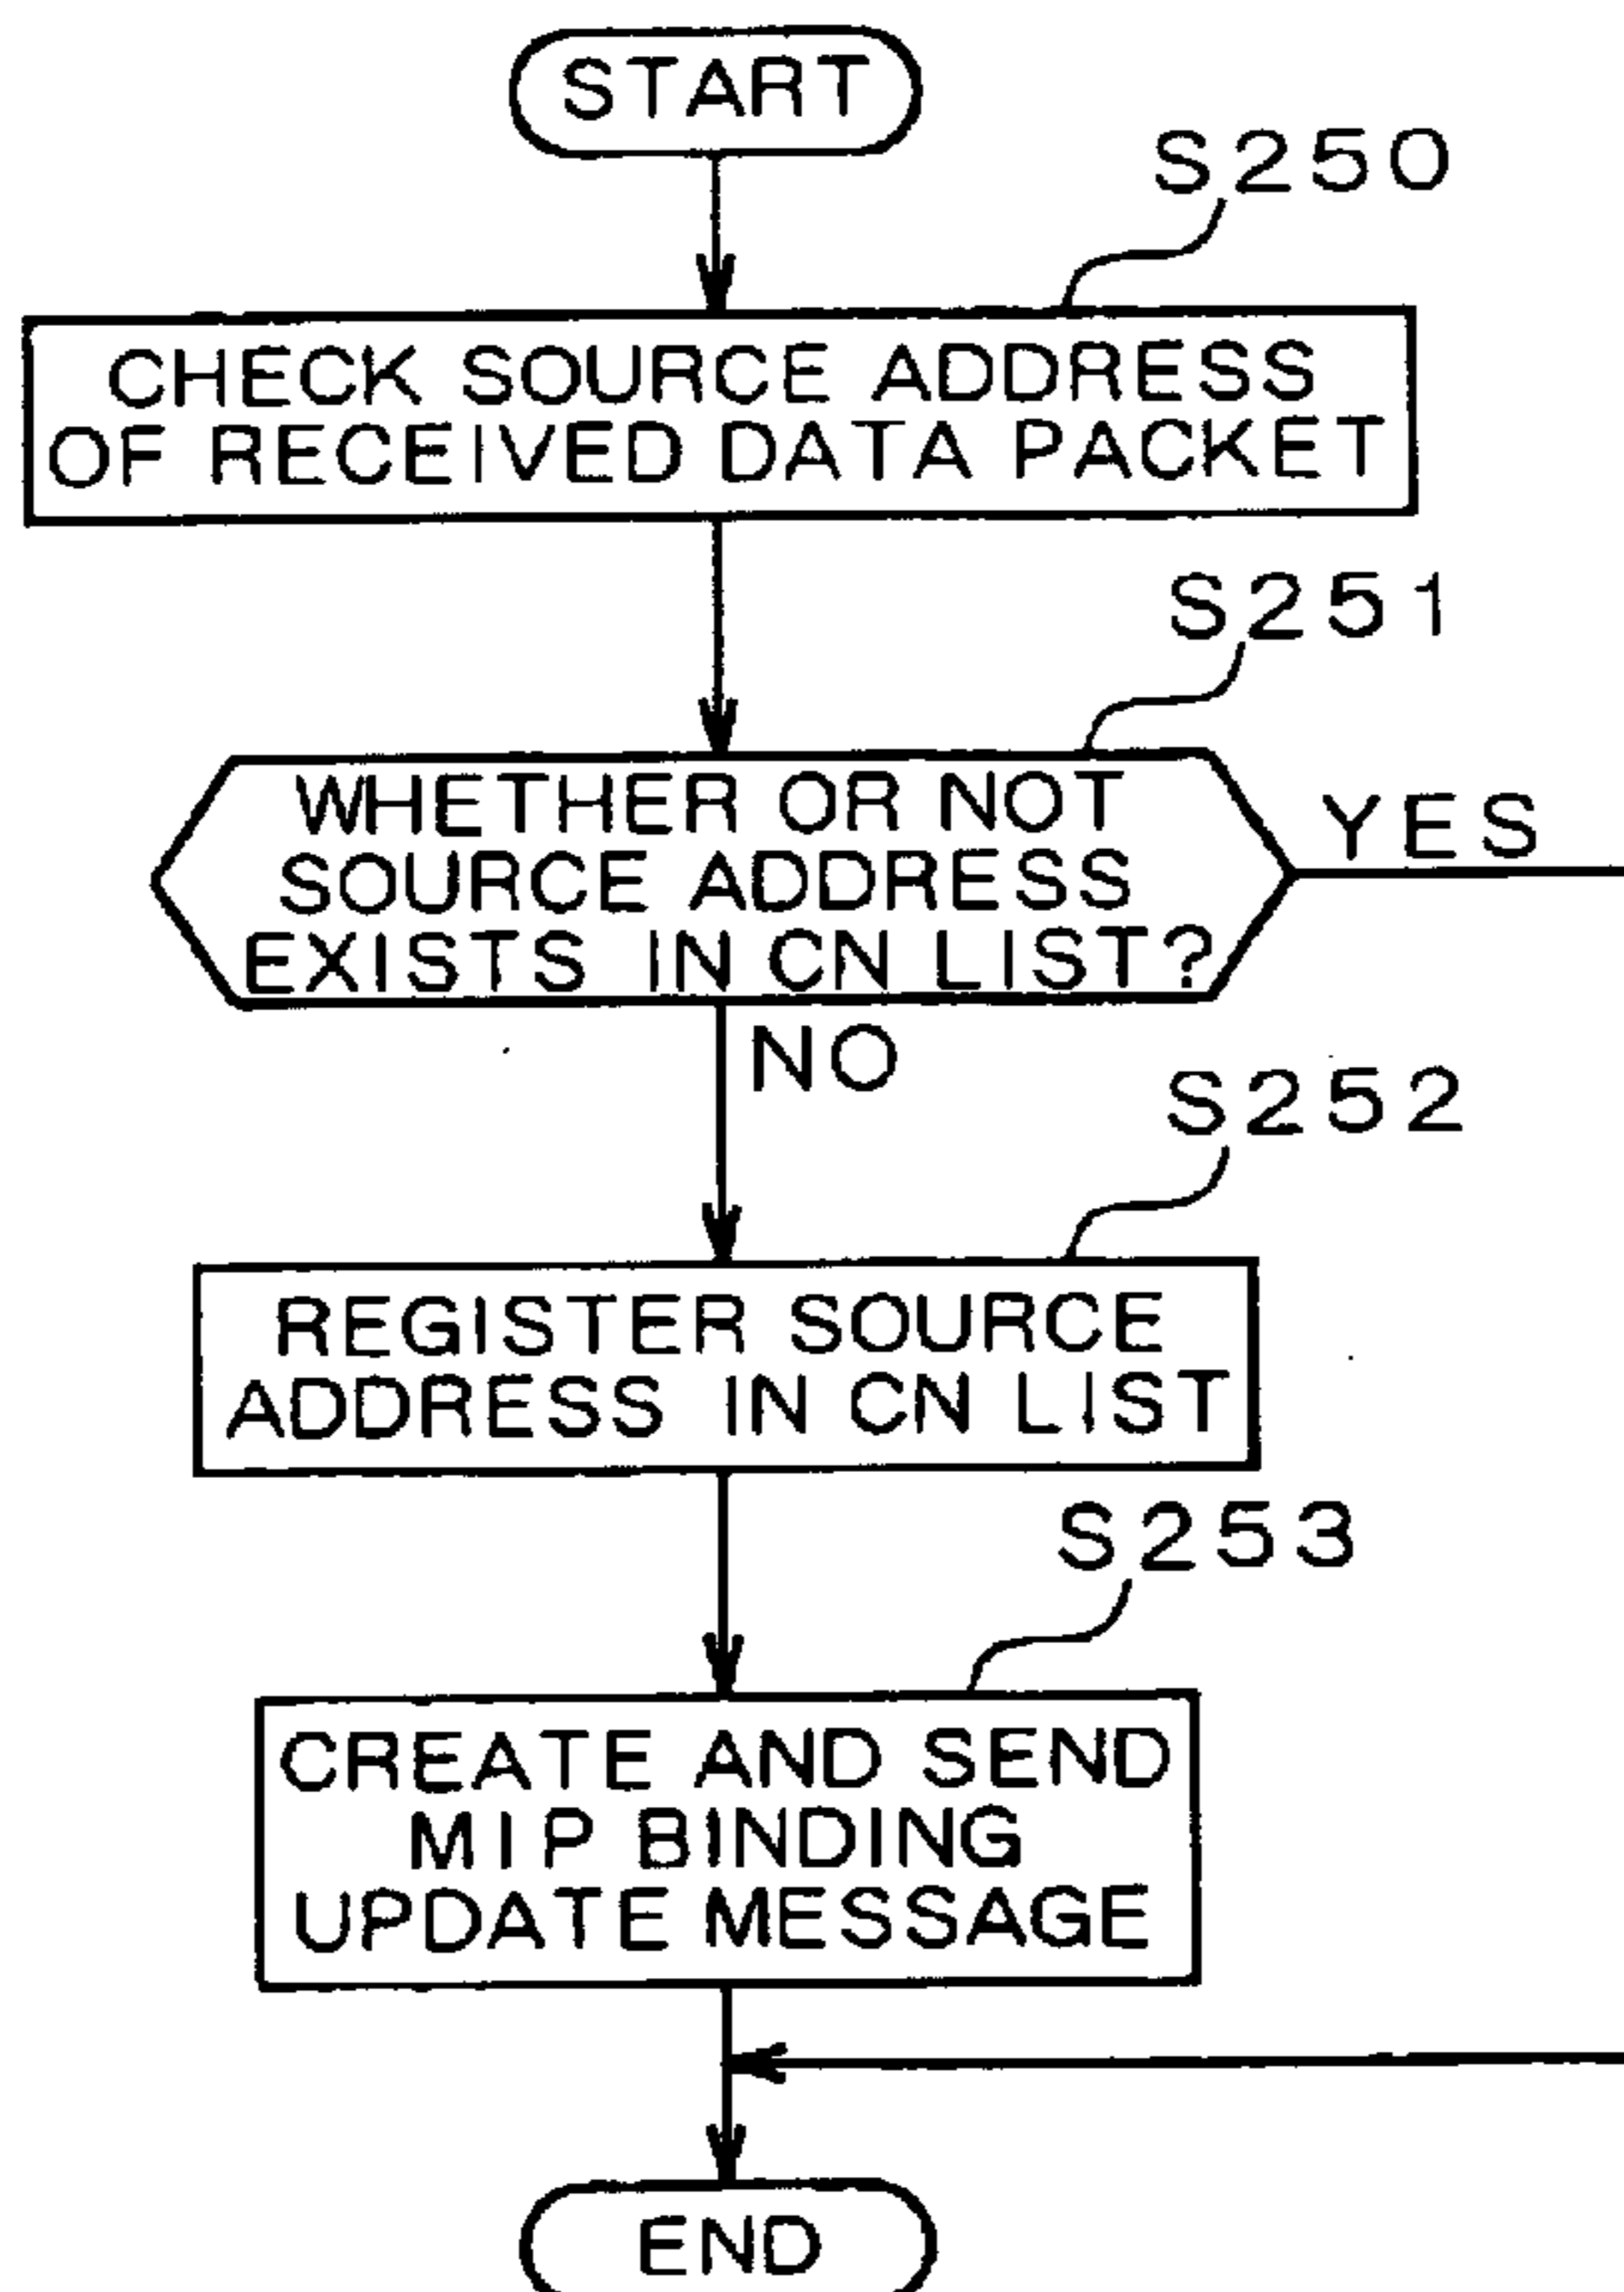 START
S250
CHECK SOURCE ADDRESS
OF RECEIVED DATA PACKET
S251
WHETHER OR NOT
SOURCE ADDRESS
EXISTS IN CN LIST?
YES
NO
S252
REGISTER SOURCE
ADDRESS IN CN LIST
S253
CREATE AND SEND
MIP BINDING
UPDATE MESSAGE
END